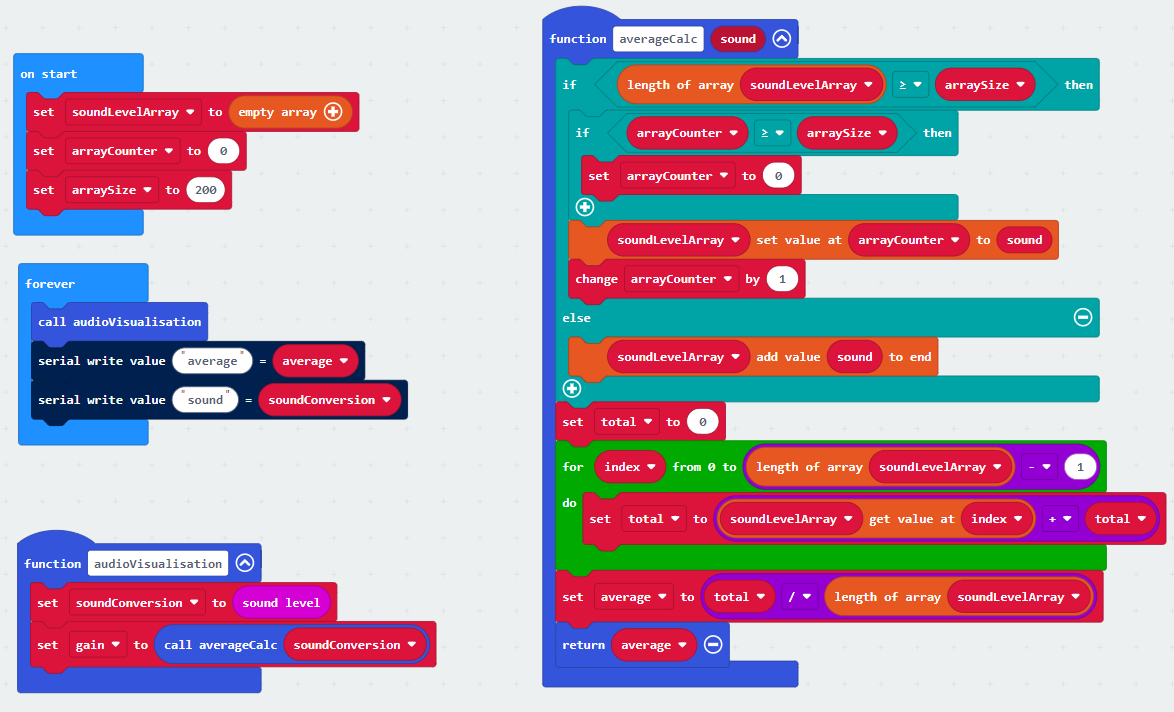 on start
set soundLevelArray to empty array
set arrayCounter to 0
set arraySize to 200
forever
call audioVisualisation
serial write value "average" = average
serial write value "sound" = soundConversion
function audioVisualisation
set soundConversion to sound level
set gain to call averageCalc soundConversion
function averageCalc sound
if length of array soundLevelArray ≥ arraySize then
if arrayCounter ≥ arraySize then
set arrayCounter to 0
soundLevelArray set value at arrayCounter to sound
change arrayCounter by 1
else
soundLevelArray add value sound to end
set total to 0
for index from 0 to length of array soundLevelArray - 1
do
set total to soundLevelArray get value at index + total
set average to total / length of array soundLevelArray
return average